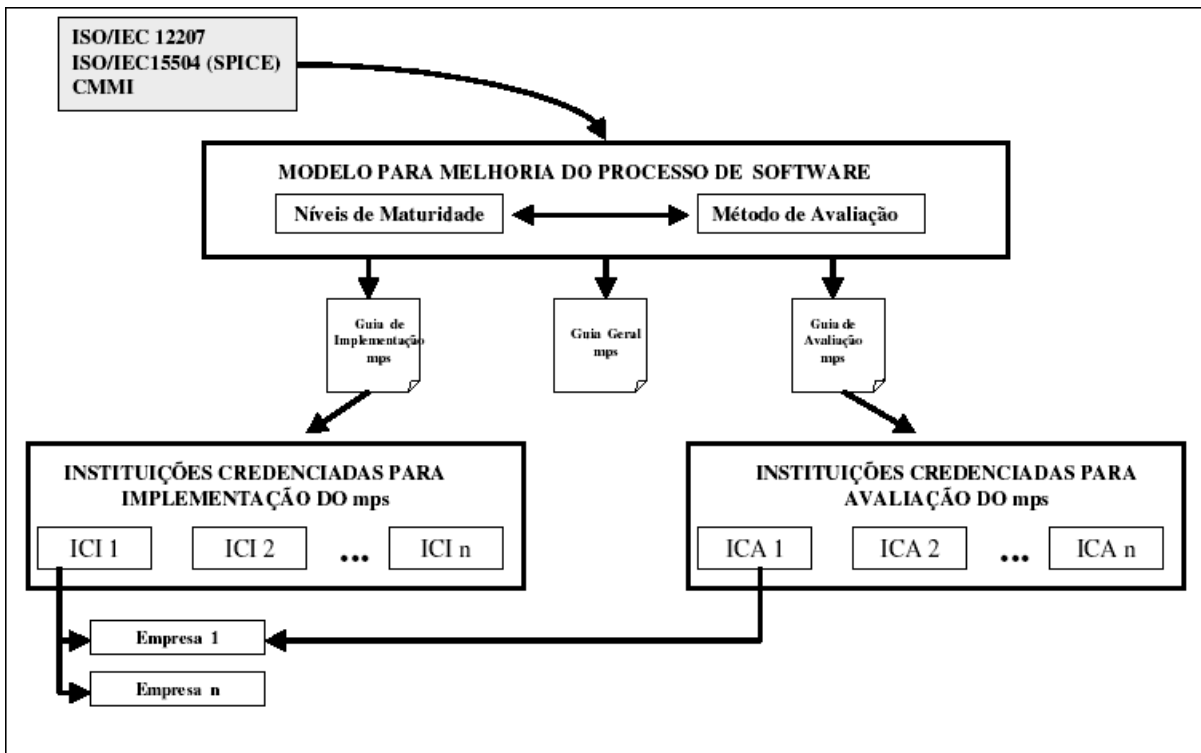 ISO/IEC 12207
ISO/IEC15504 (SPICE)
CMMI
MODELO PARA MELHORIA DO PROCESSO DE SOFTWARE
Níveis de Maturidade
Método de Avaliação
Guia de
Implementação
mps
Guia Geral
mps
Guia de
Avaliação
mps
INSTITUIÇÕES CREDENCIADAS PARA
IMPLEMENTAÇÃO DO mps
ICI 1
ICI 2
...
ICI n
INSTITUIÇÕES CREDENCIADAS PARA
AVALIAÇÃO DO mps
ICA 1
ICA 2
...
ICA n
Empresa 1
Empresa n